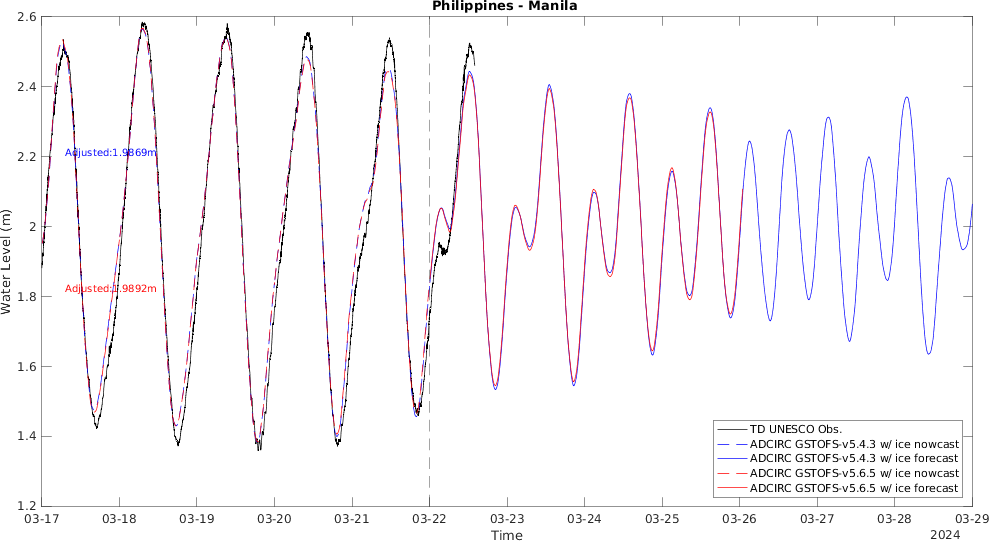 Philippines - Manila
2.6
2.4
2.2
2
1.8
1.6
1.4
1.2
Water Level (m)
Adjusted:1.9869m
Adjusted:1.9892m
TD UNESCO Obs.
ADCIRC GSTOFS-v5.4.3 w/ ice nowcast
ADCIRC GSTOFS-v5.4.3 w/ ice forecast
ADCIRC GSTOFS-v5.6.5 w/ ice nowcast
ADCIRC GSTOFS-v5.6.5 w/ ice forecast
03-17 03-18 03-19 03-20 03-21 03-22 03-23 03-24 03-25 03-26 03-27 03-28 03-29
Time
2024